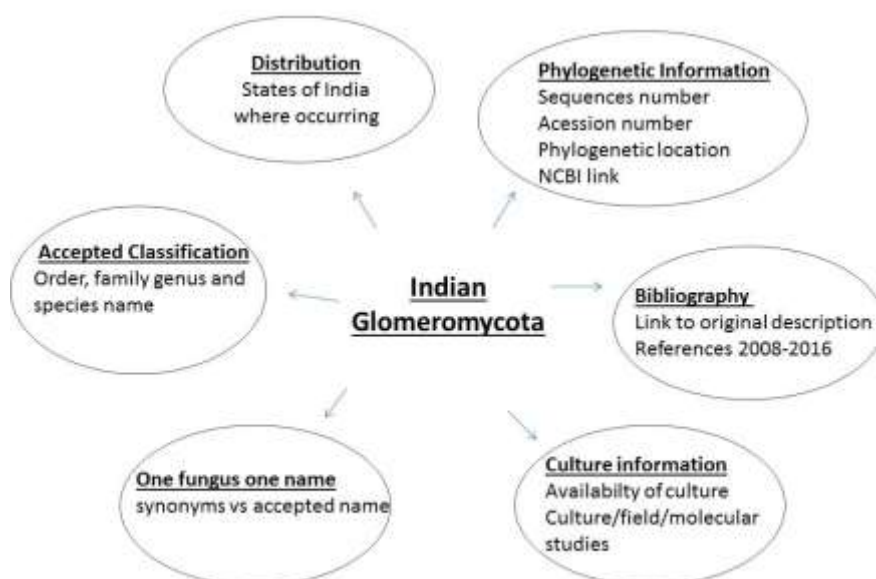 Distribution
States of India
where occurring
Phylogenetic Information
Sequences number
Acession number
Phylogenetic location
NCBI link
Accepted Classification
Order, family genus and
species name
Indian
Glomeromycota
Bibliography
Link to original description
References 2008-2016
One fungus one name
synonyms vs accepted name
Culture information
Availabilty of culture
Culture/field/molecular
studies